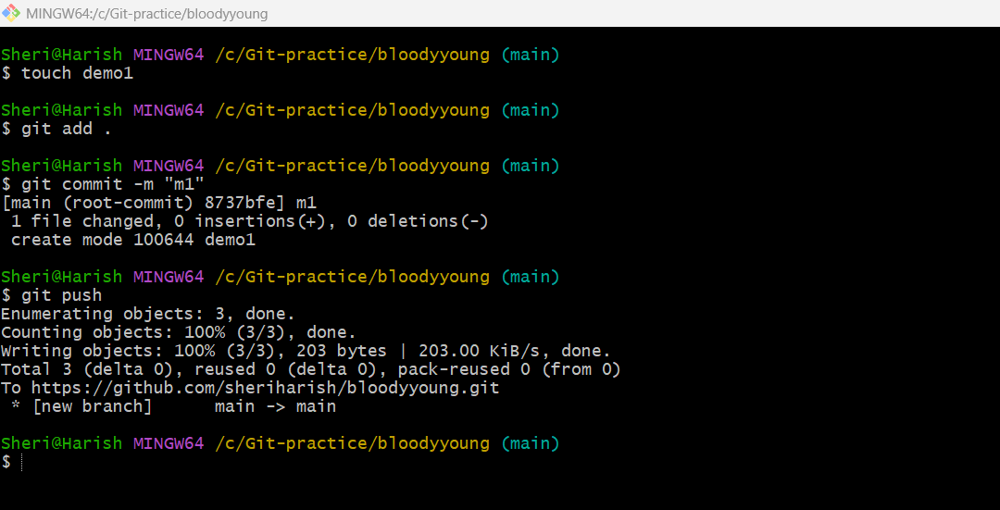 MINGW64:/c/Git-practice/bloodyyoung
Sheri@Harish MINGW64 /c/Git-practice/bloodyyoung (main)
$ touch demo1
Sheri@Harish MINGW64 /c/Git-practice/bloodyyoung (main)
$ git add .
Sheri@Harish MINGW64 /c/Git-practice/bloodyyoung (main)
$ git commit -m "m1"
[main (root-commit) 8737bfe] m1
 1 file changed, 0 insertions(+), 0 deletions(-)
 create mode 100644 demo1
Sheri@Harish MINGW64 /c/Git-practice/bloodyyoung (main)
$ git push
Enumerating objects: 3, done.
Counting objects: 100% (3/3), done.
Writing objects: 100% (3/3), 203 bytes | 203.00 KiB/s, done.
Total 3 (delta 0), reused 0 (delta 0), pack-reused 0 (from 0)
To https://github.com/sheriharish/bloodyyoung.git
 * [new branch]      main -> main
Sheri@Harish MINGW64 /c/Git-practice/bloodyyoung (main)
$